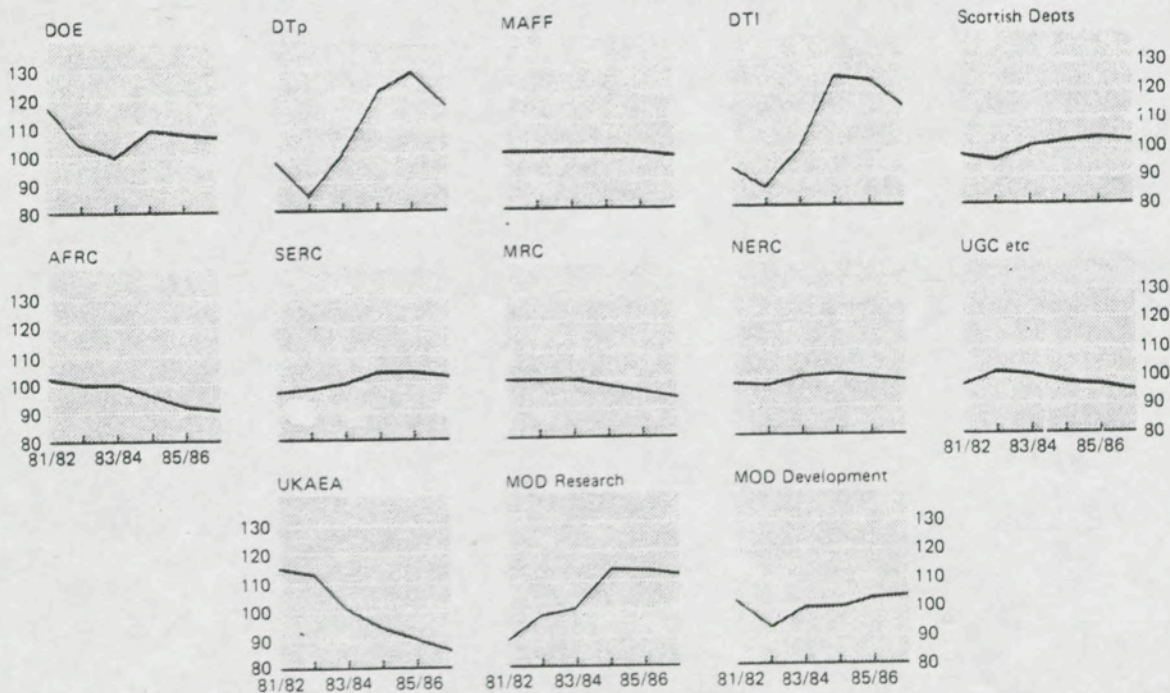 DOE
DTp
MAFF
DTI
Scottish Depts
130
120
110
100
90
80
130
120
110
100
90
80
AFRC
SERC
MRC
NERC
UGC etc
130
120
110
100
90
80
130
120
110
100
90
80
81/82 83/84 85/86
81/82 83/84 85/86
UKAEA
MOD Research
MOD Development
130
120
110
100
90
80
130
120
110
100
90
80
81/82 83/84 85/86
81/82 83/84 85/86
81/82 83/84 85/86